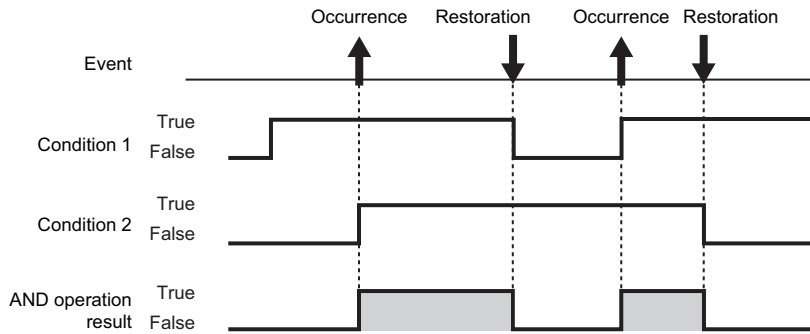 Occurrence Restoration Occurrence Restoration
Event
True
Condition 1
False
True
Condition 2
False
AND operation
result
True
False